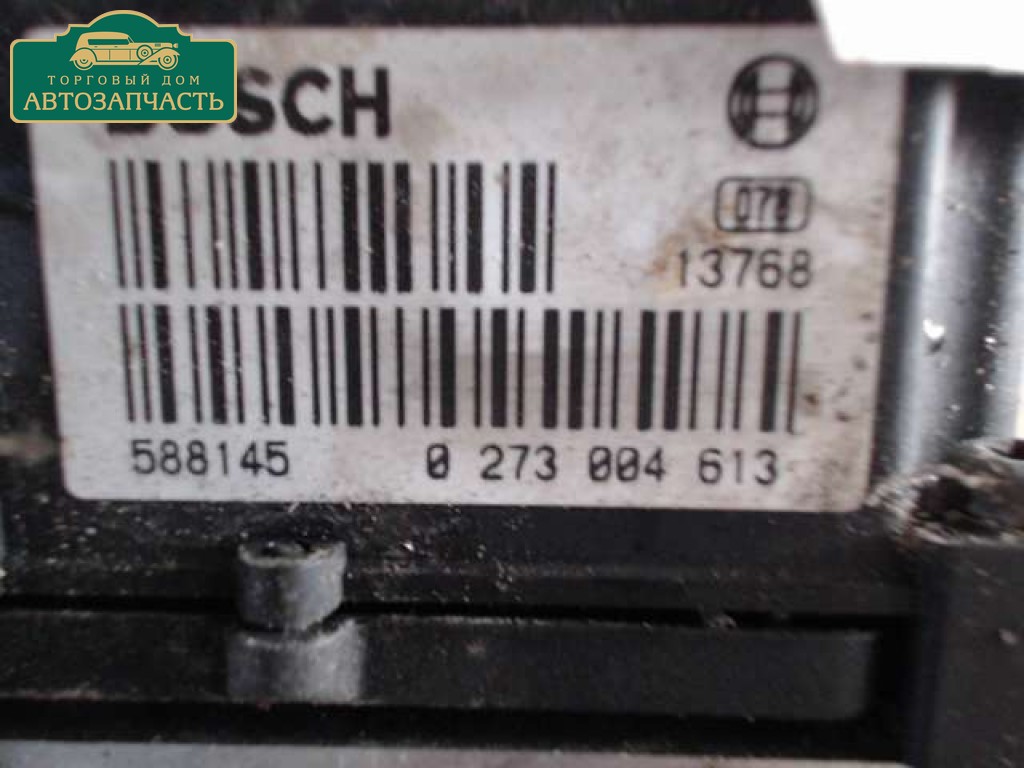 ТОРГОВЫЙ ДОМ
АВТОЗАПЧАСТЬ
BOSCH
078
13768
588145 0 273 004 613